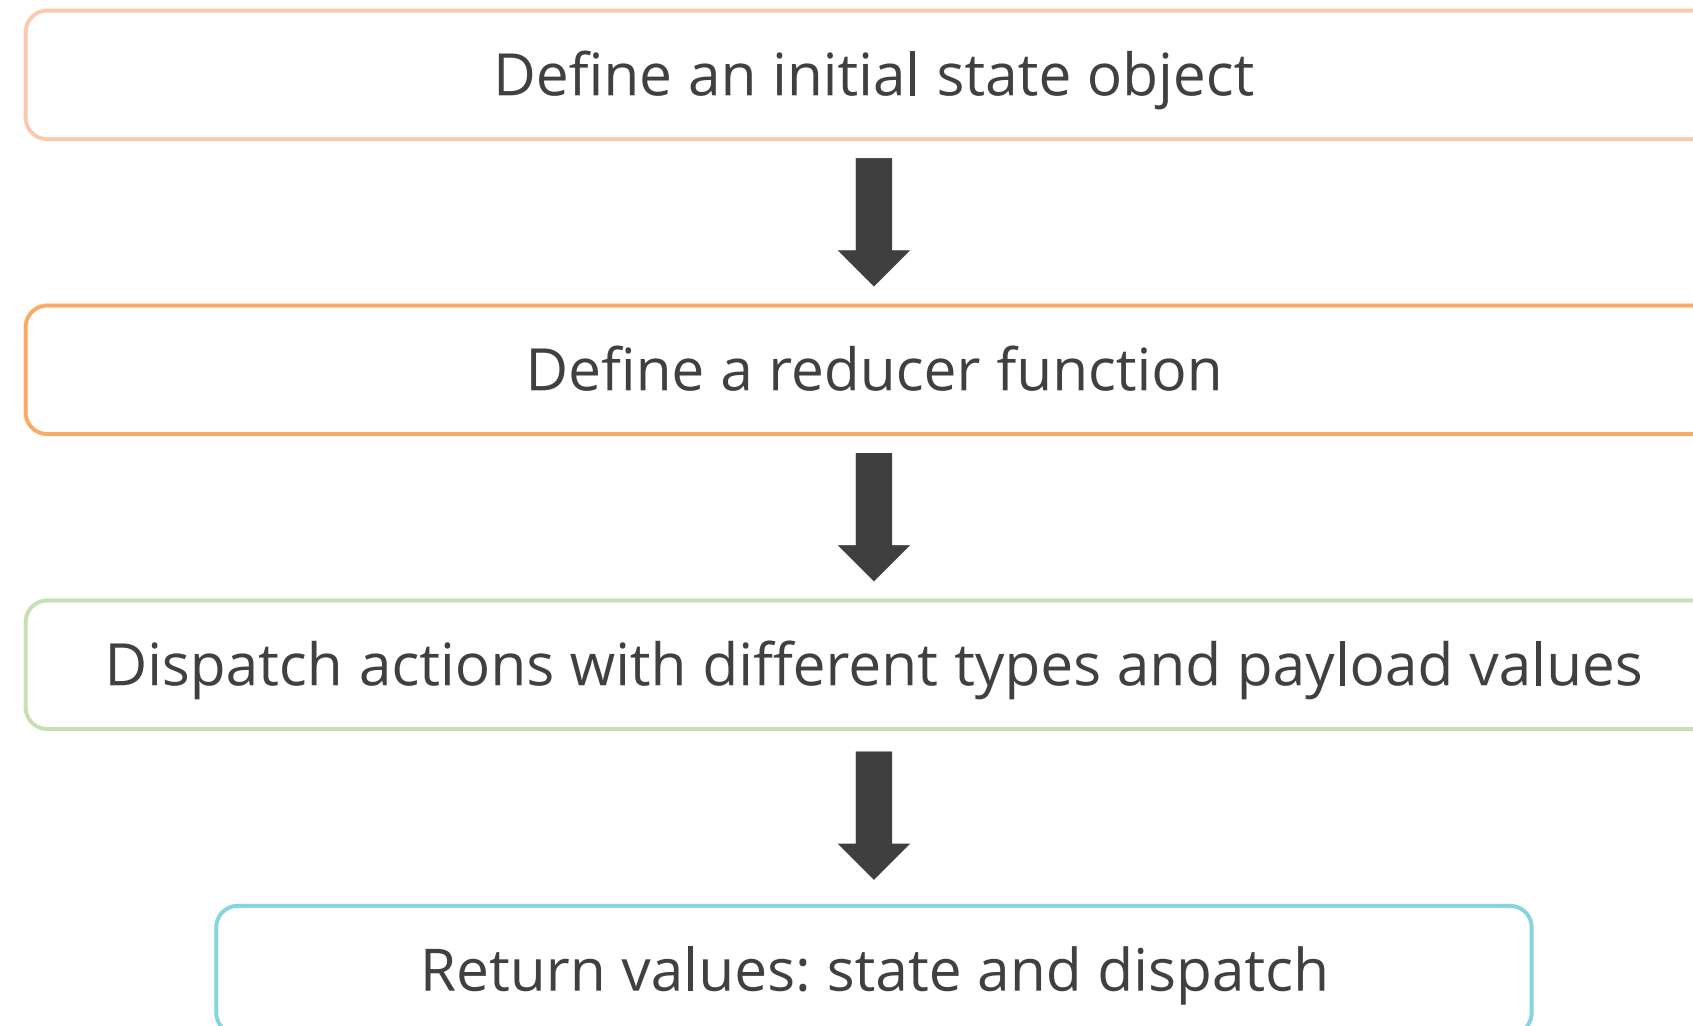 Define an initial state object
Define a reducer function
Dispatch actions with different types and payload values
Return values: state and dispatch